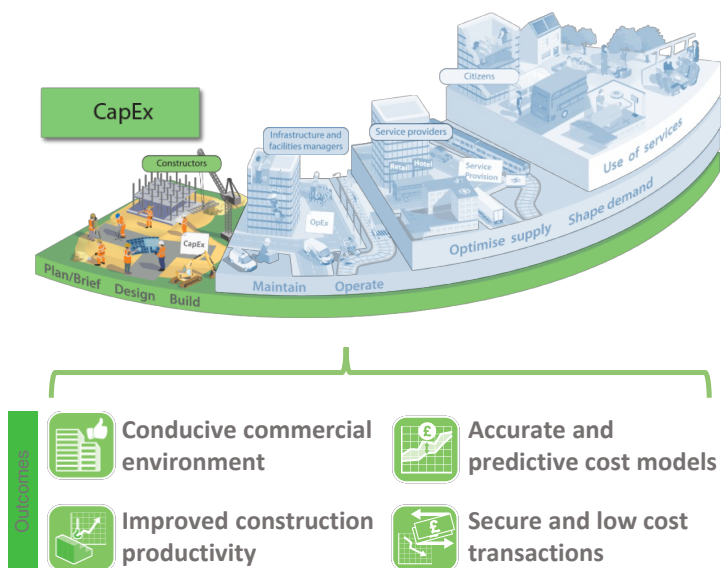 Citizens
CapEx
Infrastructure and
facilities managers
Service providers
Constructors
Retail
Hotel
Service
Provision
Use of services
OpEx
CapEx
Optimise supply Shape demand
Plan/Brief Design Build
Maintain Operate
Outcomes
Conducive commercial
environment
£
Accurate and
predictive cost models
Improved construction
productivity
£
Secure and low cost
transactions